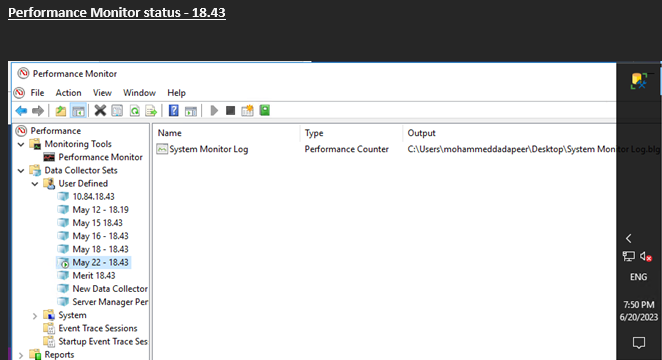 Performance Monitor status - 18.43
Performance Monitor
File Action View Window Help
Performance
Monitoring Tools
Performance Monitor
Data Collector Sets
User Defined
10.84.18.43
May 12 - 18.19
May 15 18.43
May 16 - 18.43
May 18 - 18.43
May 22 - 18.43
Merit 18.43
New Data Collector
Server Manager Per
System
Event Trace Sessions
Startup Event Trace Ses
Reports
Name Type Output
System Monitor Log Performance Counter C:\Users\mohammeddadapeer\Desktop\System Monitor Log.blg
ENG
7:50 PM
6/20/2023